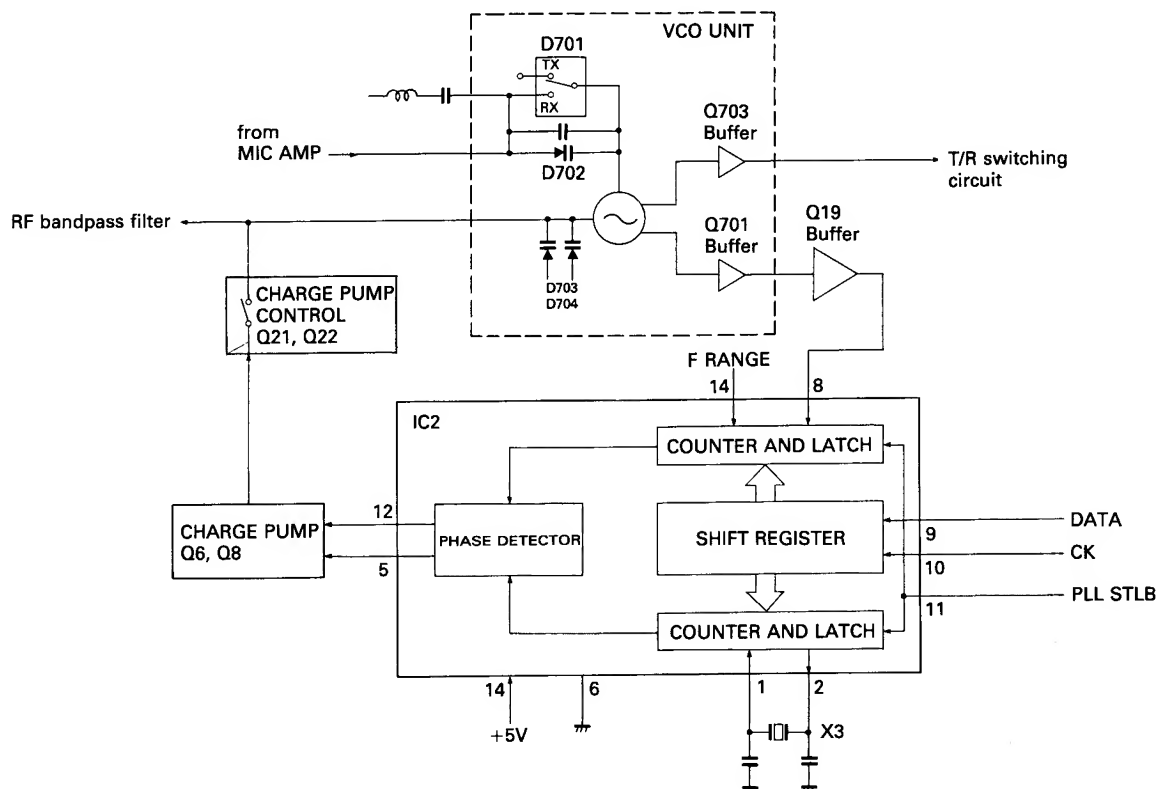 VCO UNIT
D701
TX
RX
Q703
Buffer
from
MIC AMP
D702
T/R switching
circuit
RF bandpass filter
Q701
Buffer
Q19
Buffer
D703
D704
CHARGE PUMP
CONTROL
Q21, Q22
F RANGE
14
8
IC2
COUNTER AND LATCH
CHARGE PUMP
Q6, Q8
12
5
PHASE DETECTOR
SHIFT REGISTER
DATA
9
CK
10
PLL STLB
11
COUNTER AND LATCH
14
6
1
2
+5V
X3